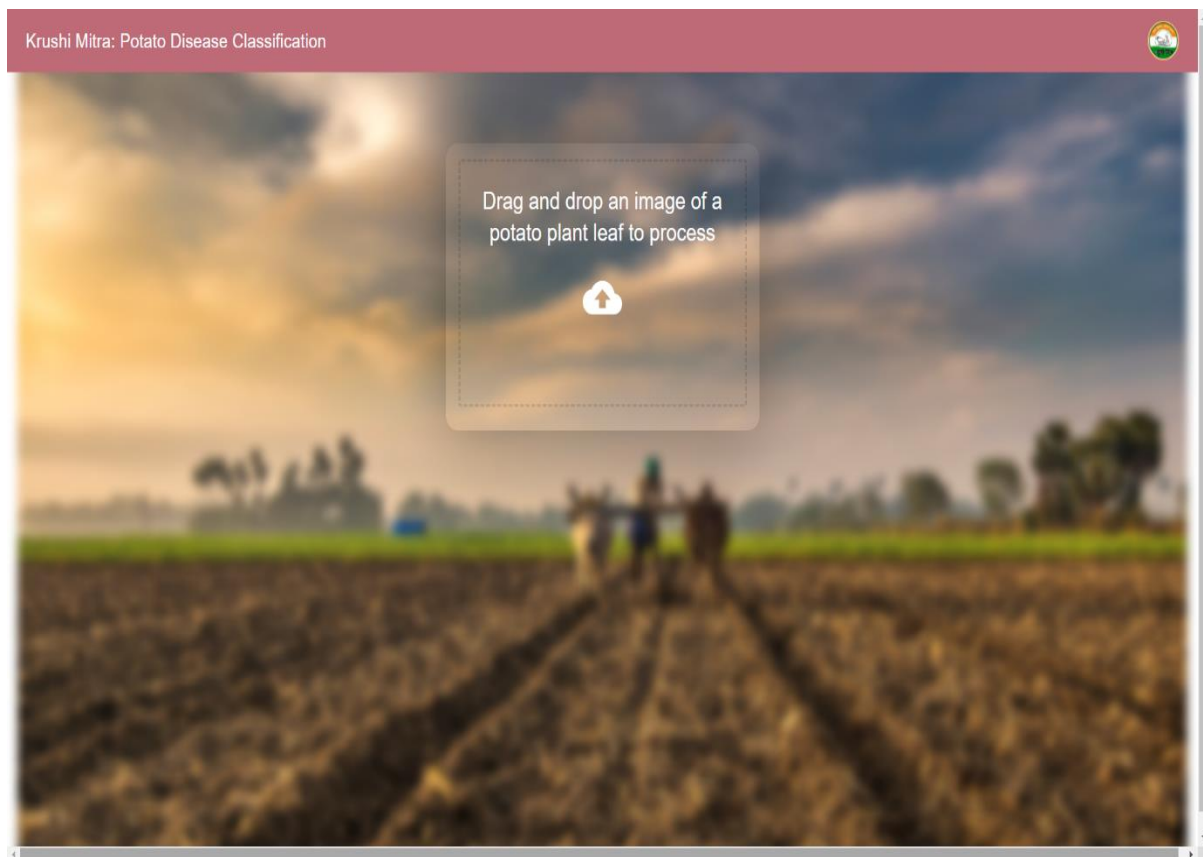 Krushi Mitra: Potato Disease Classification
Drag and drop an image of a
potato plant leaf to process